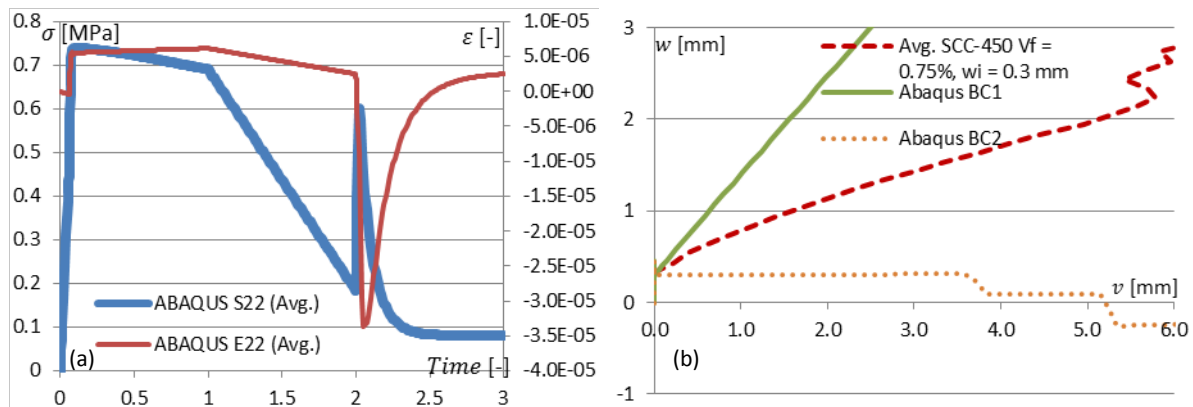 σ [MPa]
ε [-]
0.8
0.7
0.6
0.5
0.4
0.3
0.2
0.1
0
1.0E-05
5.0E-06
0.0E+00
-5.0E-06
-1.0E-05
-1.5E-05
-2.0E-05
-2.5E-05
-3.0E-05
-3.5E-05
-4.0E-05
ABAQUS S22 (Avg.)
ABAQUS E22 (Avg.)
(a)
Time [-]
0 0.5 1 1.5 2 2.5 3
w [mm]
3
2
1
0
-1
Avg. SCC-450 Vf =
0.75%, wi = 0.3 mm
Abaqus BC1
Abaqus BC2
v [mm]
0.0 1.0 2.0 3.0 4.0 5.0 6.0
(b)